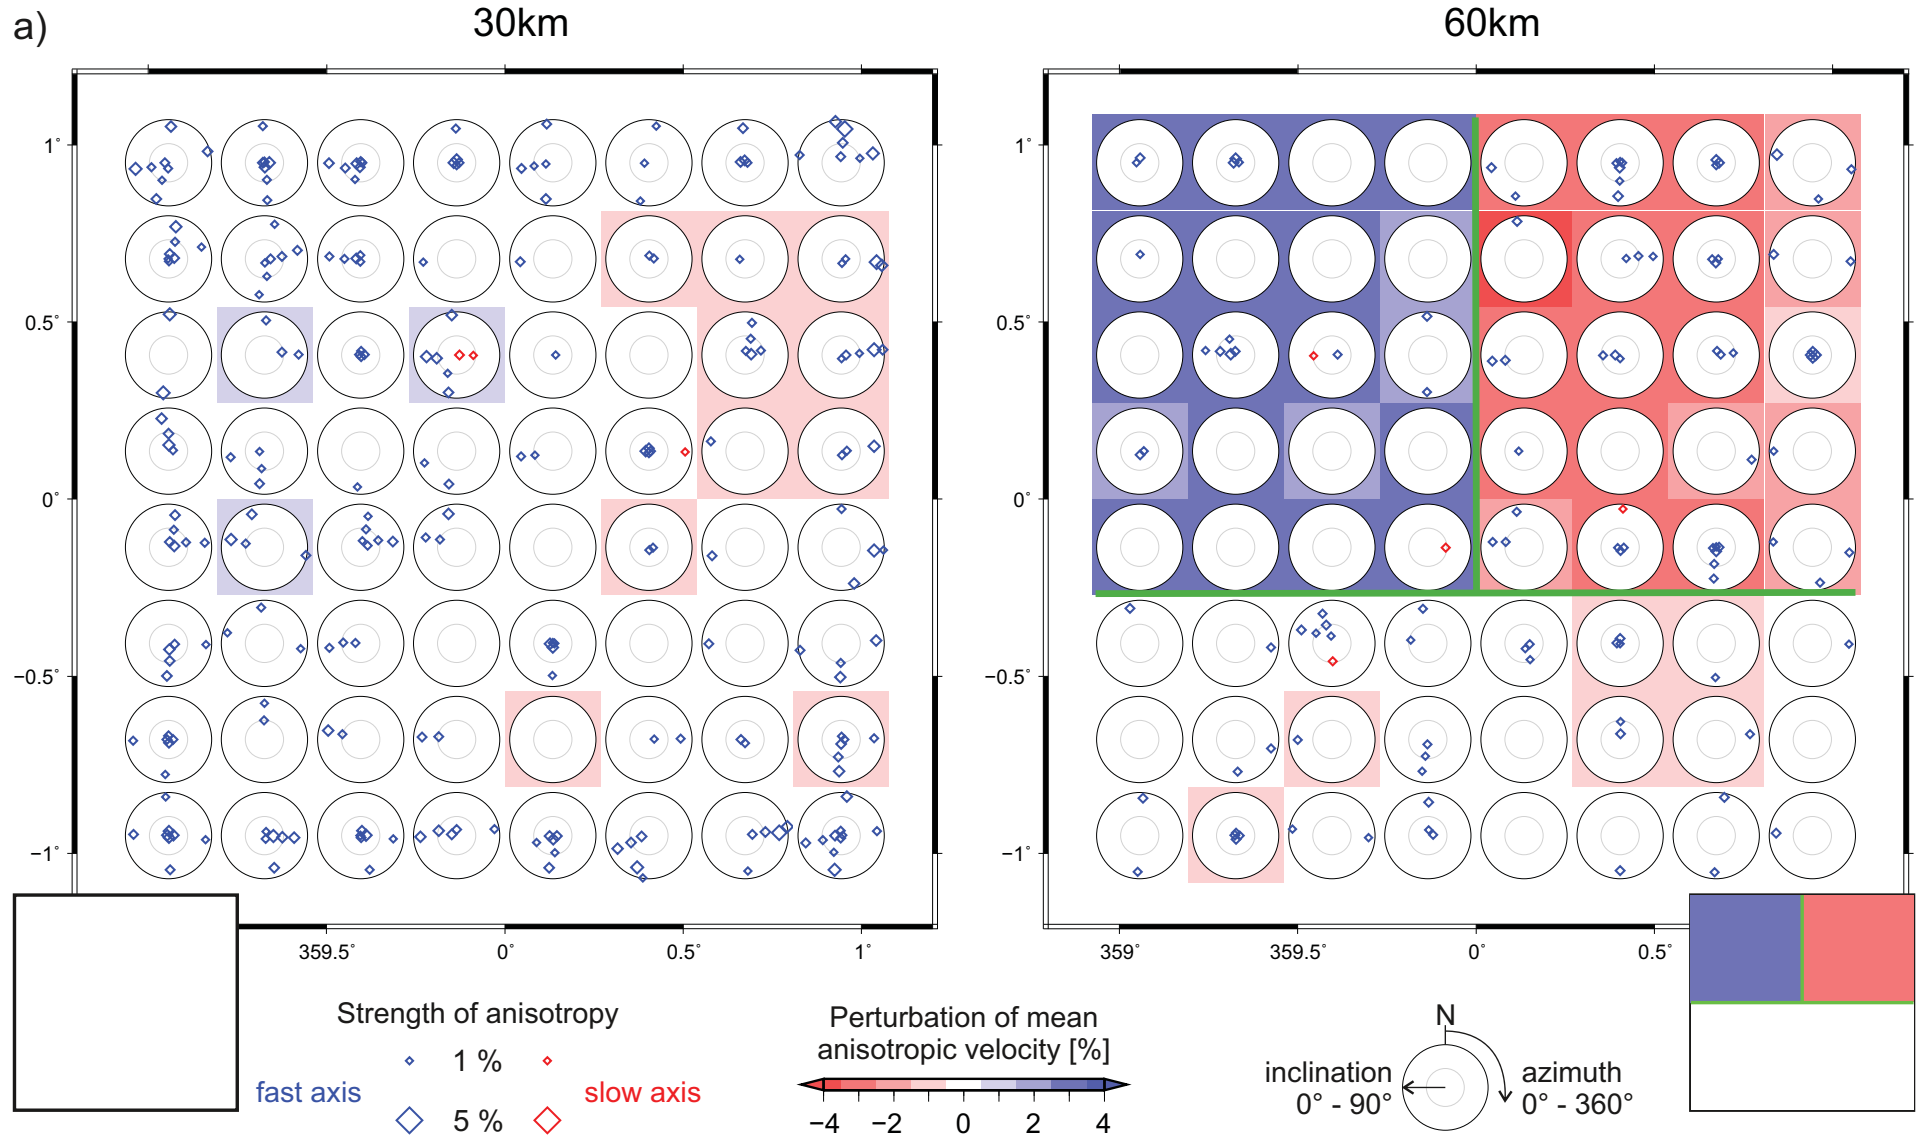 a)
30km
60km
1°
0.5°
0°
−0.5°
−1°
359.5°
0°
0.5°
1°
1°
0.5°
0°
−0.5°
−1°
359°
359.5°
0°
0.5°
Strength of anisotropy
1 %
fast axis
slow axis
5 %
Perturbation of mean
anisotropic velocity [%]
−4 −2 0 2 4
N
inclination
0° - 90°
azimuth
0° - 360°